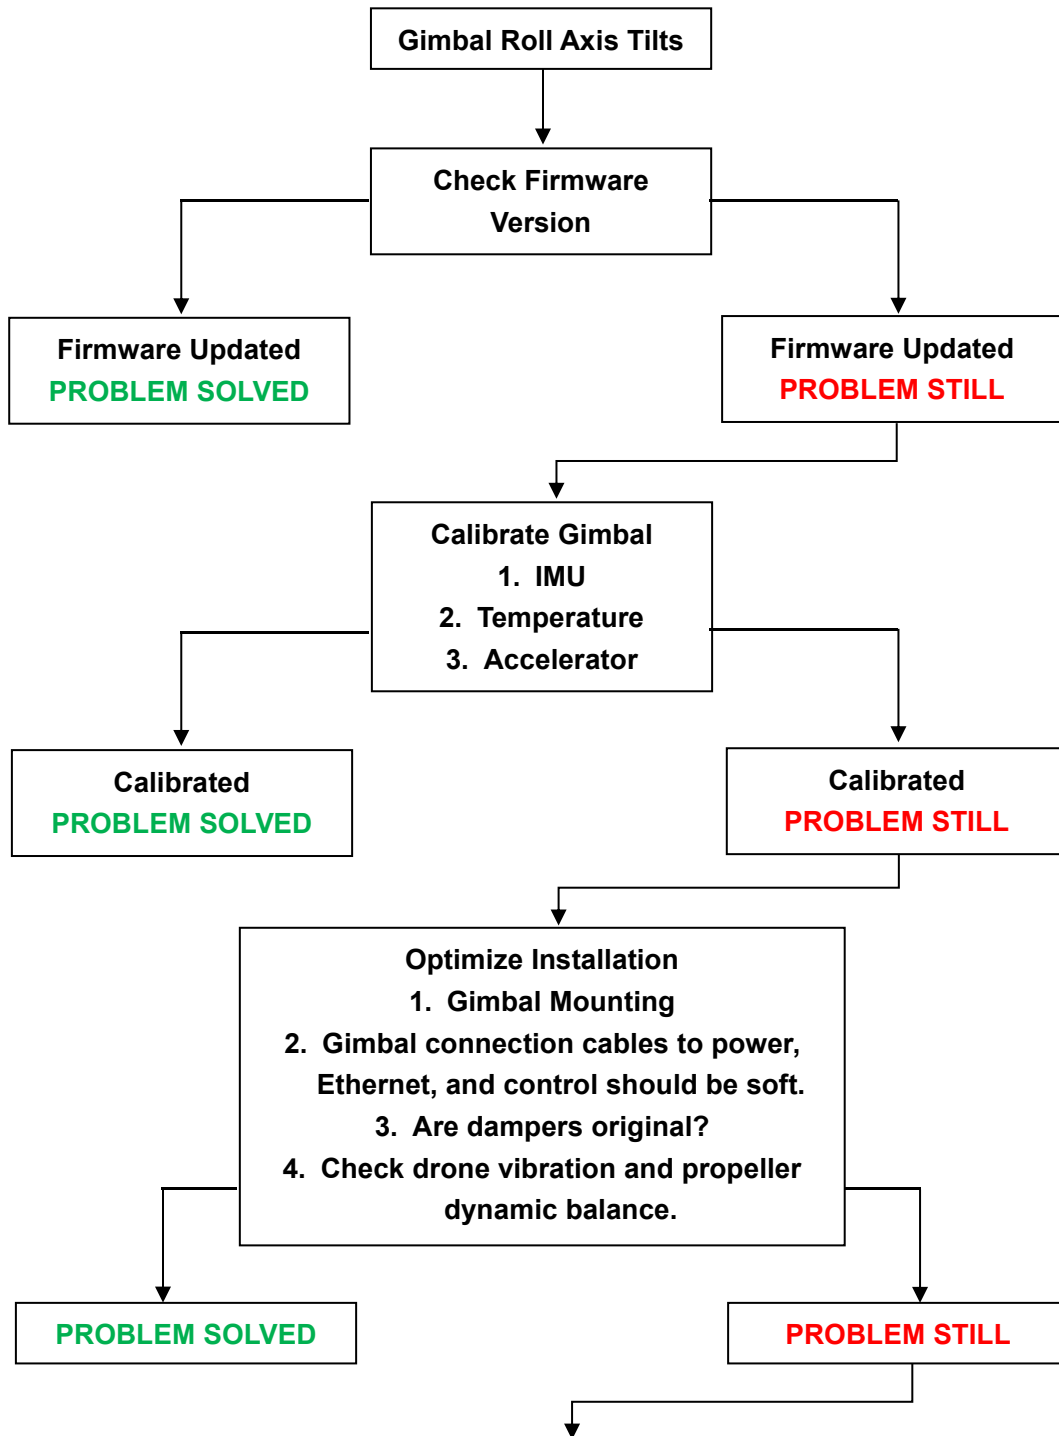 Gimbal Roll Axis Tilts
Check Firmware
Version
Firmware Updated
PROBLEM SOLVED
Firmware Updated
PROBLEM STILL
Calibrate Gimbal
1. IMU
2. Temperature
3. Accelerator
Calibrated
PROBLEM SOLVED
Calibrated
PROBLEM STILL
Optimize Installation
1. Gimbal Mounting
2. Gimbal connection cables to power,
Ethernet, and control should be soft.
3. Are dampers original?
4. Check drone vibration and propeller
dynamic balance.
PROBLEM SOLVED
PROBLEM STILL